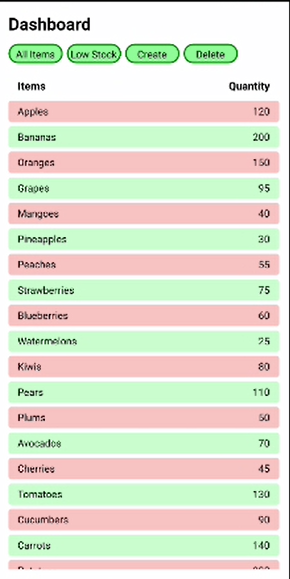 Dashboard
All Items Low Stock Create Delete
Items Quantity
Apples 120
Bananas 200
Oranges 150
Grapes 95
Mangoes 40
Pineapples 30
Peaches 55
Strawberries 75
Blueberries 60
Watermelons 25
Kiwis 80
Pears 110
Plums 50
Avocados 70
Cherries 45
Tomatoes 130
Cucumbers 90
Carrots 140